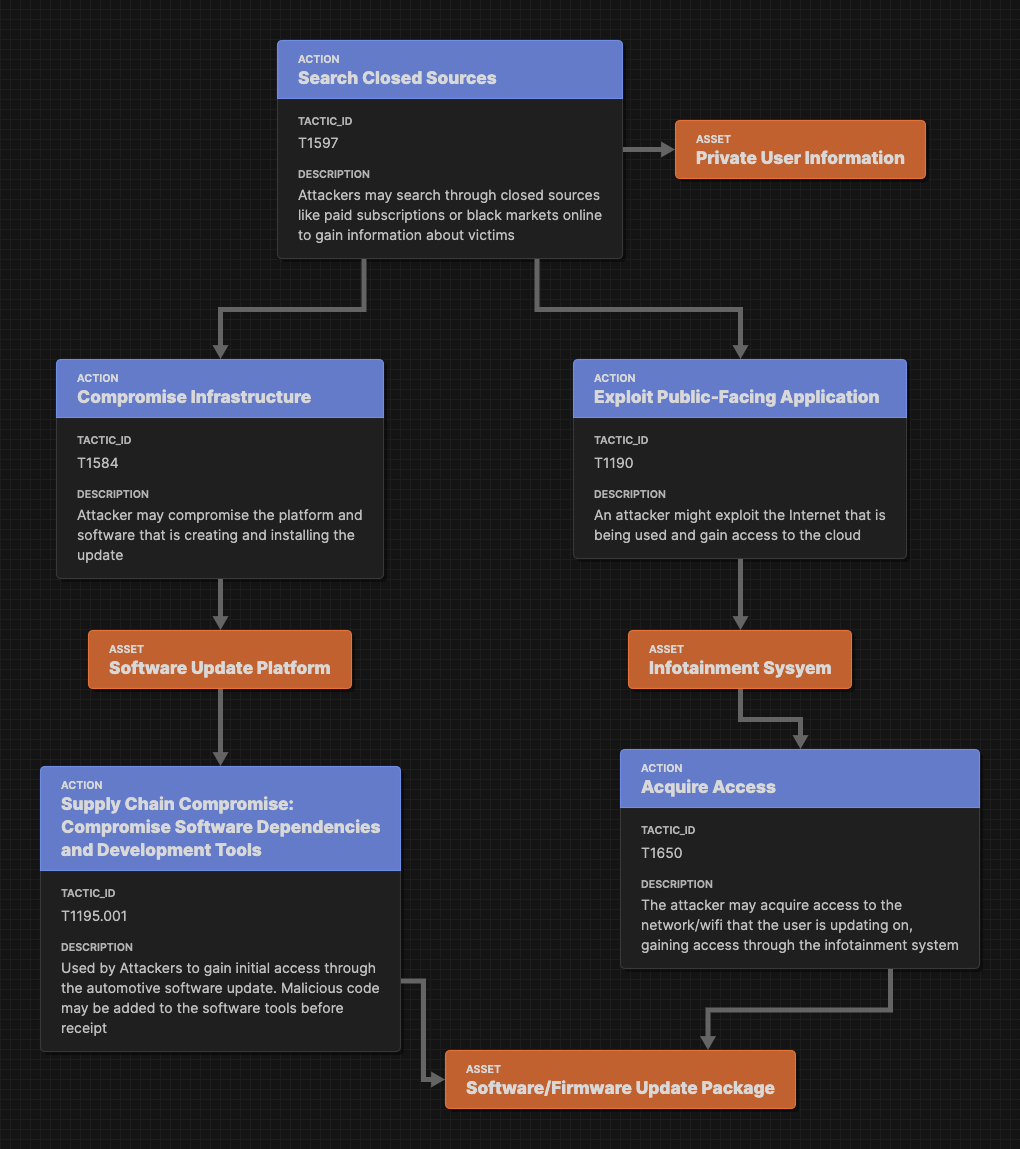 ACTION
Search Closed Sources
TACTIC_ID
T1597
DESCRIPTION
Attackers may search through closed sources
like paid subscriptions or black markets online
to gain information about victims
ASSET
Private User Information
ACTION
Compromise Infrastructure
TACTIC_ID
T1584
DESCRIPTION
Attacker may compromise the platform and
software that is creating and installing the
update
ACTION
Exploit Public-Facing Application
TACTIC_ID
T1190
DESCRIPTION
An attacker might exploit the Internet that is
being used and gain access to the cloud
ASSET
Software Update Platform
ASSET
Infotainment Sysyem
ACTION
Supply Chain Compromise:
Compromise Software Dependencies
and Development Tools
TACTIC_ID
T1195.001
DESCRIPTION
Used by Attackers to gain initial access through
the automotive software update. Malicious code
may be added to the software tools before
receipt
ACTION
Acquire Access
TACTIC_ID
T1650
DESCRIPTION
The attacker may acquire access to the
network/wifi that the user is updating on,
gaining access through the infotainment system
ASSET
Software/Firmware Update Package